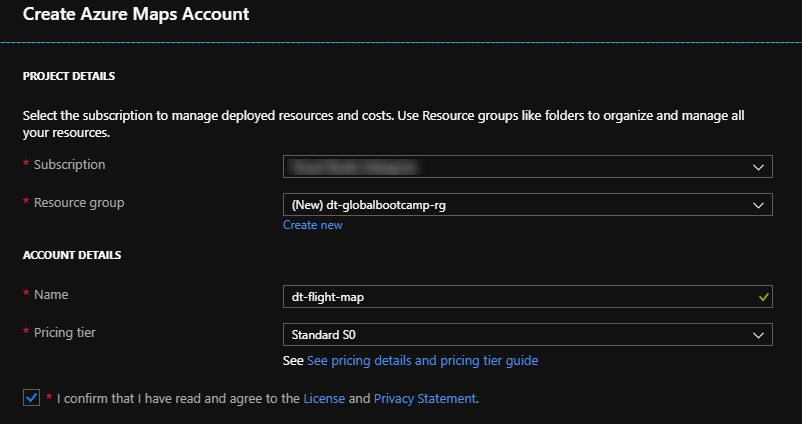 Create Azure Maps Account
PROJECT DETAILS
Select the subscription to manage deployed resources and costs. Use Resource groups like folders to organize and manage all
your resources.
* Subscription
* Resource group
(New) dt-globalbootcamp-rg
Create new
ACCOUNT DETAILS
* Name
dt-flight-map
* Pricing tier
Standard S0
See See pricing details and pricing tier guide
* I confirm that I have read and agree to the License and Privacy Statement.